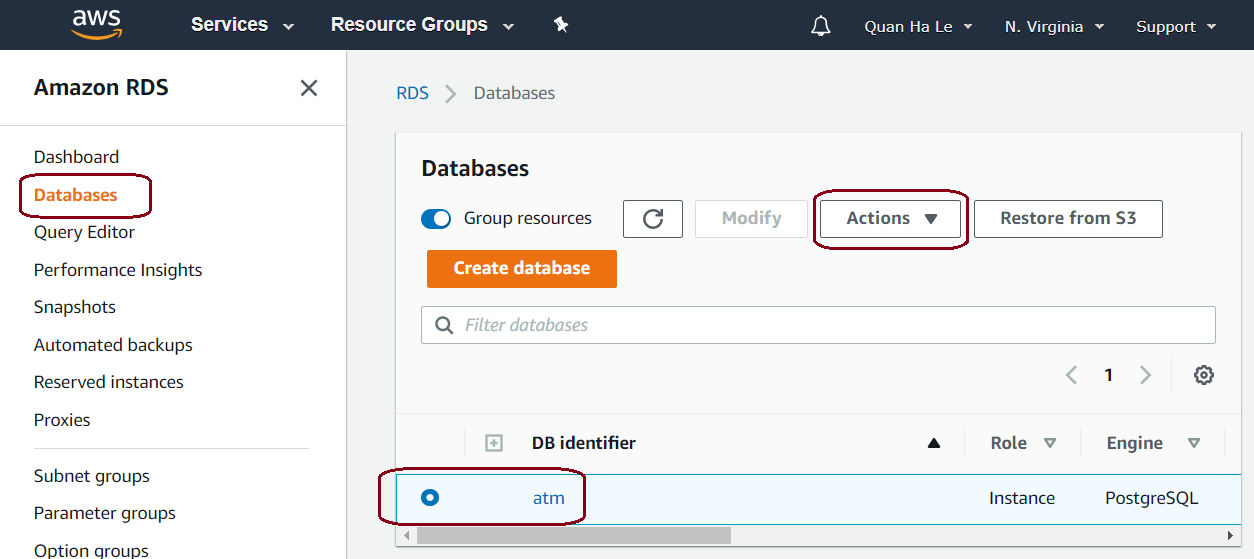 aws Services Resource Groups Quan Ha Le N. Virginia Support
Amazon RDS
Dashboard
Databases
Query Editor
Performance Insights
Snapshots
Automated backups
Reserved instances
Proxies
Subnet groups
Parameter groups
Option groups
RDS Databases
Databases
Group resources Modify Actions Restore from S3
Create database
Filter databases
1
DB identifier Role Engine
atm Instance PostgreSQL